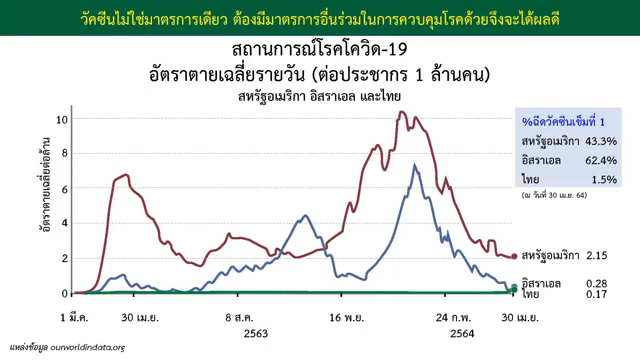 วัคซีนไม่ใช่มาตรการเดียว ต้องมีมาตรการอื่นร่วมในการควบคุมโรคด้วยจึงจะได้ผลดี
สถานการณ์โรคโควิด-19
อัตราตายเฉลี่ยรายวัน (ต่อประชากร 1 ล้านคน)
สหรัฐอเมริกา อิสราเอล และไทย
อัตราตายเฉลี่ยต่อล้าน
10
8
6
4
2
0
%ฉีดวัคซีนเข็มที่ 1
สหรัฐอเมริกา 43.3%
อิสราเอล 62.4%
ไทย 1.5%
(ณ วันที่ 30 เม.ย. 64)
สหรัฐอเมริกา 2.15
อิสราเอล 0.28
ไทย 0.17
1 มี.ค. 30 เม.ย. 8 ส.ค. 16 พ.ย. 24 ก.พ. 30 เม.ย.
2563 2564
แหล่งข้อมูล ourworldindata.org